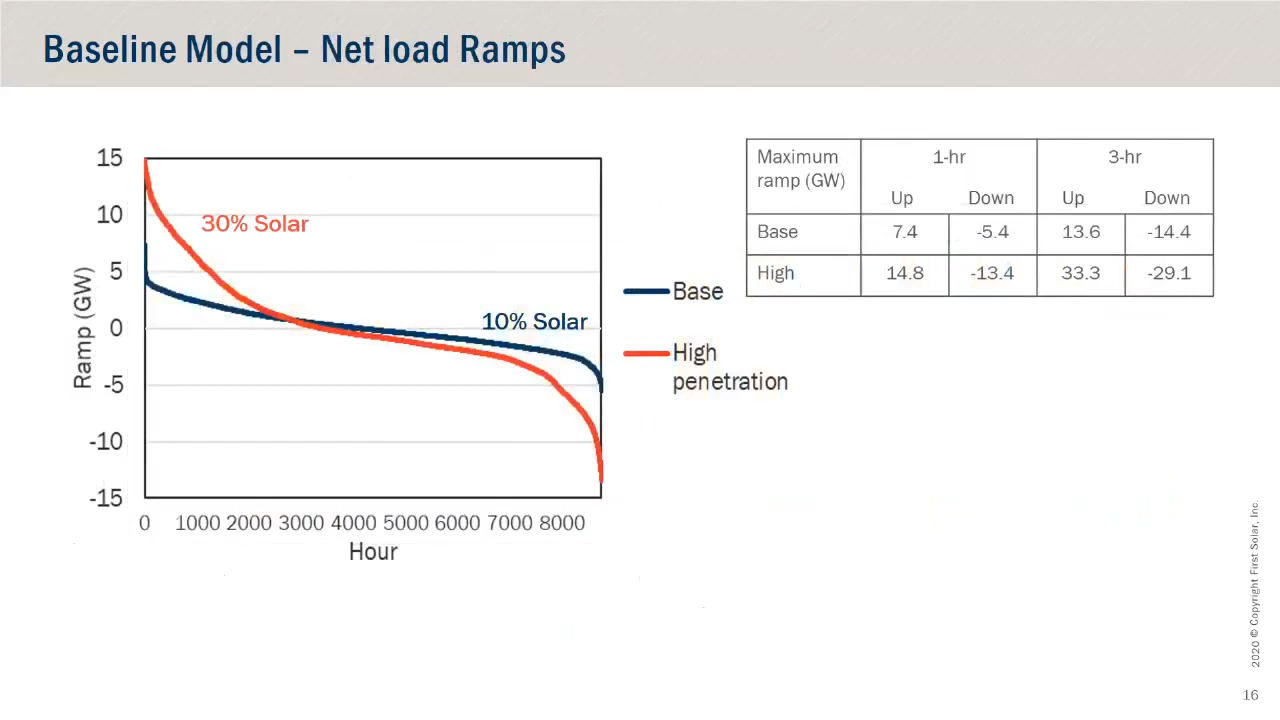 Baseline Model – Net load Ramps
15
10
5
0
-5
-10
-15
Ramp (GW)
30% Solar
10% Solar
0 1000 2000 3000 4000 5000 6000 7000 8000
Hour
Base
High
penetration
Maximum
ramp (GW)
1-hr 3-hr
Up Down Up Down
Base 7.4 -5.4 13.6 -14.4
High 14.8 -13.4 33.3 -29.1
2020 © Copyright First Solar, Inc
16